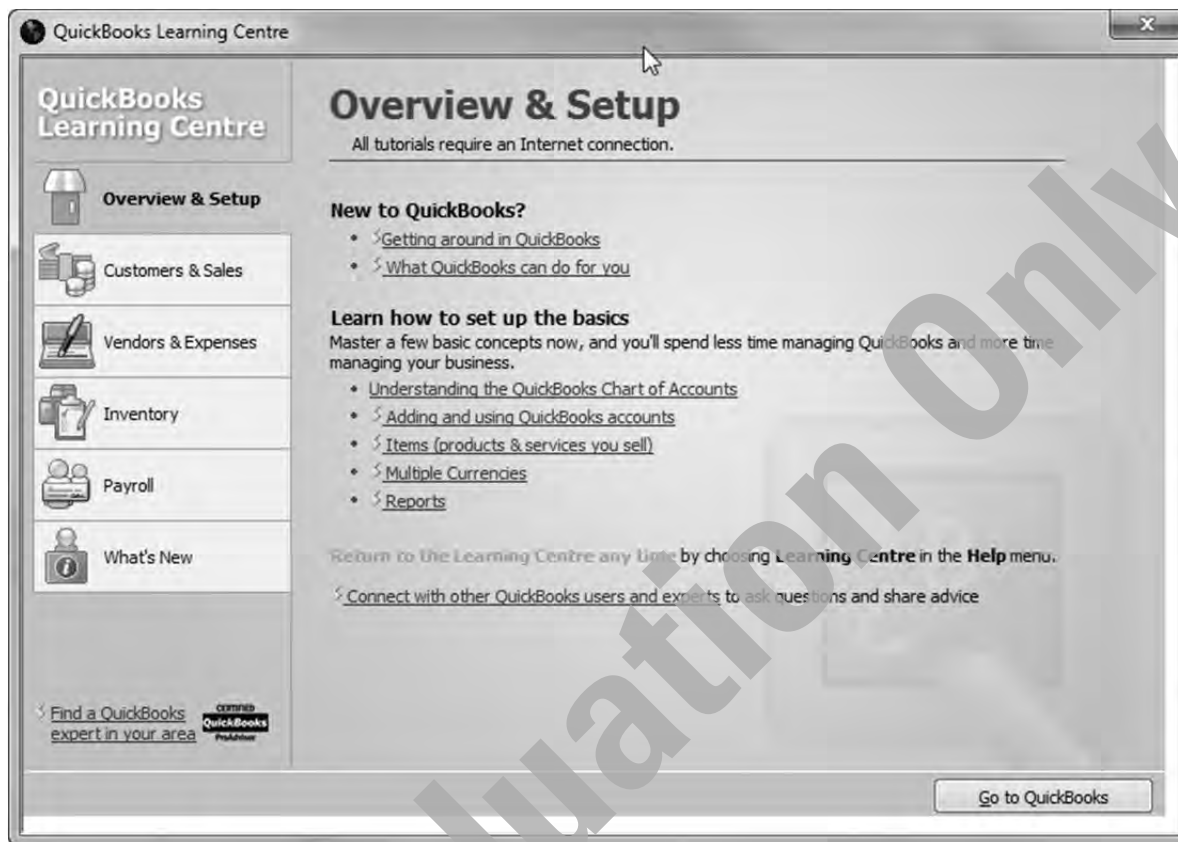 QuickBooks Learning Centre
QuickBooks
Learning Centre
Overview & Setup
Customers & Sales
Vendors & Expenses
Inventory
Payroll
What's New
Find a QuickBooks
expert in your area
CERTIFIED
QuickBooks
ProAdvisor
Overview & Setup
All tutorials require an Internet connection.
New to QuickBooks?
• Getting around in QuickBooks
• What QuickBooks can do for you
Learn how to set up the basics
Master a few basic concepts now, and you'll spend less time managing QuickBooks and more time
managing your business.
• Understanding the QuickBooks Chart of Accounts
• Adding and using QuickBooks accounts
• Items (products & services you sell)
• Multiple Currencies
• Reports
Return to the Learning Centre any time by choosing Learning Centre in the Help menu.
Connect with other QuickBooks users and experts to ask questions and share advice
Go to QuickBooks
uation Only